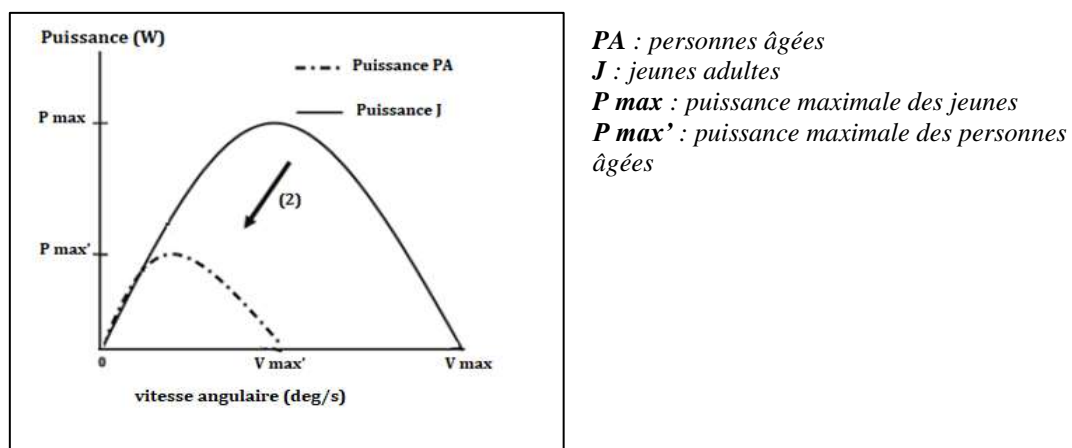 Puissance (W)
Puissance PA
Puissance J
P max
(2)
P max'
0
V max'
V max
vitesse angulaire (deg/s)
PA : personnes âgées
J : jeunes adultes
P max : puissance maximale des jeunes
P max’ : puissance maximale des personnes
âgées